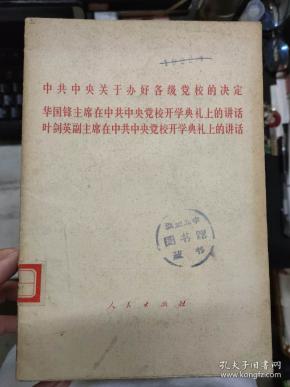 中共中央关于办好各级党校的决定
华国锋主席在中共中央党校开学典礼上的讲话
叶剑英副主席在中共中央党校开学典礼上的讲话
图书馆
藏书
人民出版社
孔夫子旧书网